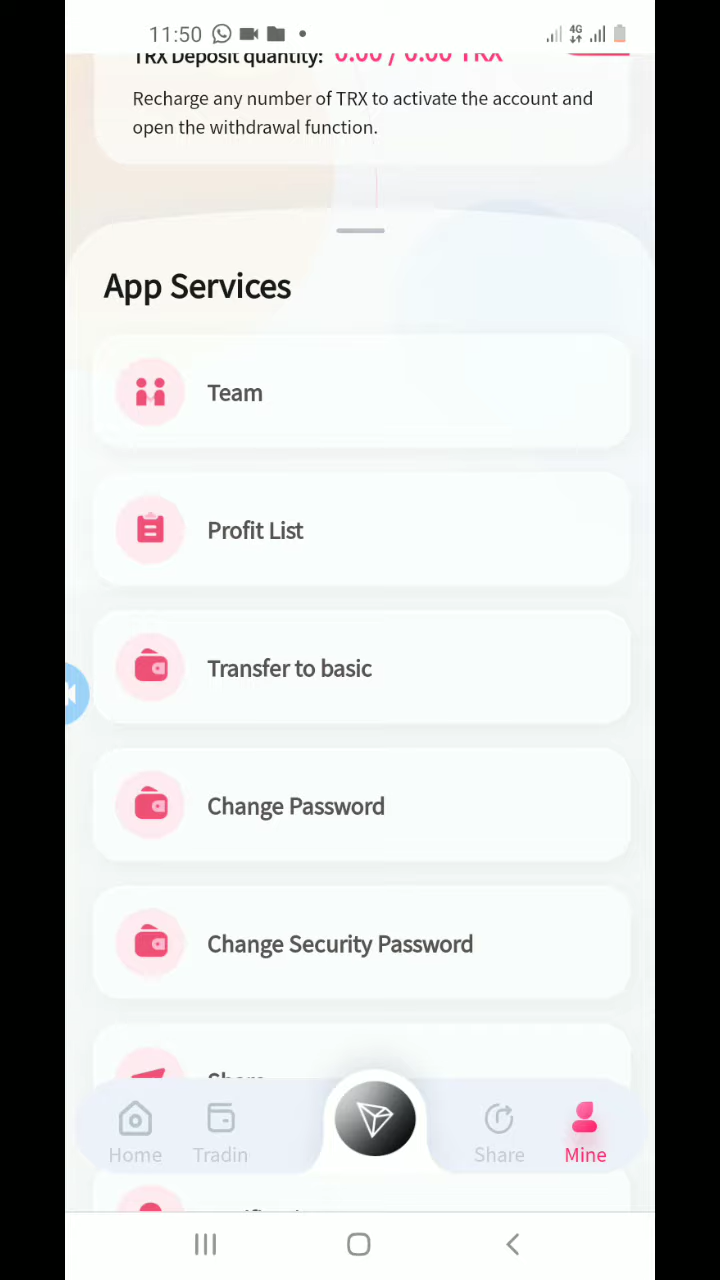 11:50
4G
TRX Deposit quantity: 0.00 / 0.00 TRX
Recharge any number of TRX to activate the account and
open the withdrawal function.
App Services
Team
Profit List
Transfer to basic
Change Password
Change Security Password
Share
Home
Tradin
Share
Mine